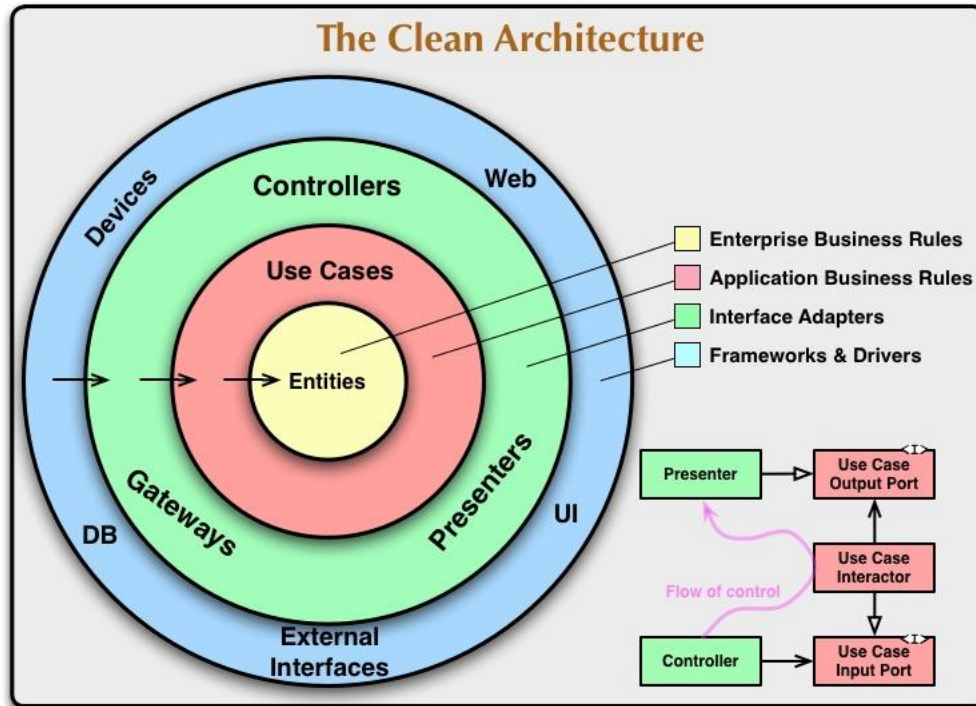 The Clean Architecture
Devices
Web
Controllers
Use Cases
Entities
Gateways
Presenters
DB
UI
External
Interfaces
Enterprise Business Rules
Application Business Rules
Interface Adapters
Frameworks & Drivers
Presenter
<I>
Use Case
Output Port
Use Case
Interactor
Flow of control
Controller
<I>
Use Case
Input Port